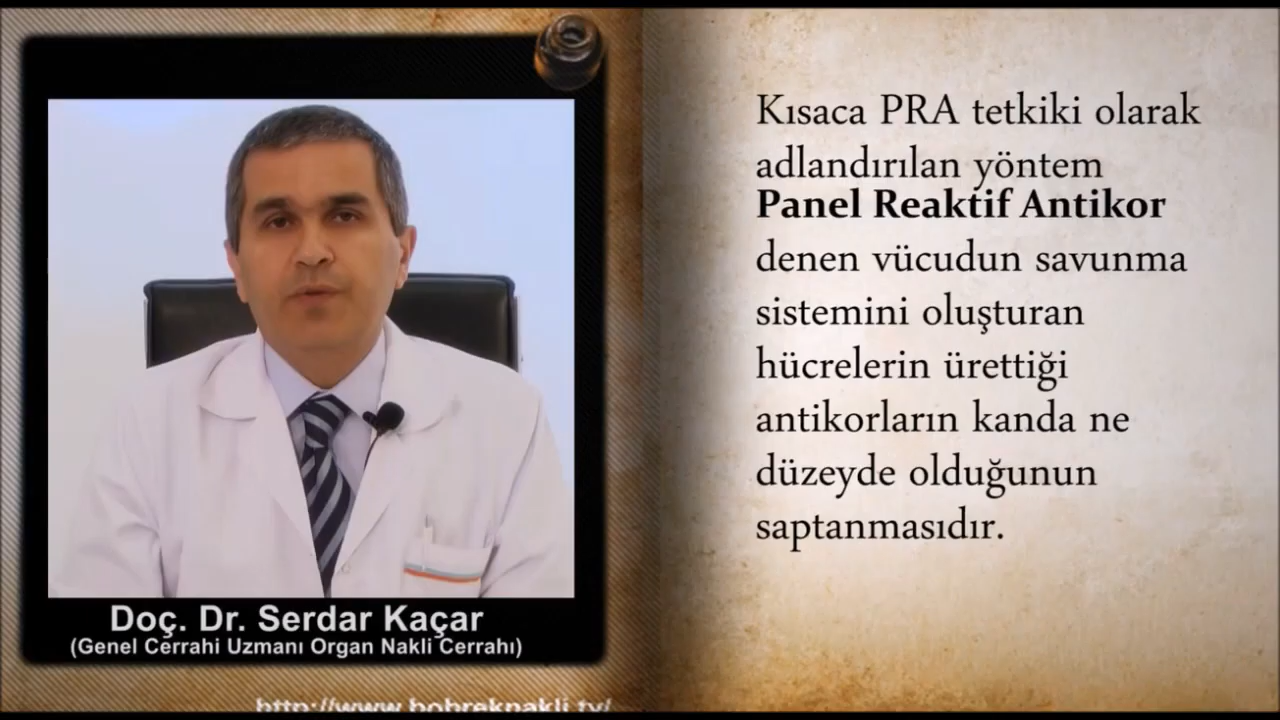 Kısaca PRA tetkiki olarak
adlandırılan yöntem
Panel Reaktif Antikor
denen vücudun savunma
sistemini oluşturan
hücrelerin ürettiği
antikorların kanda ne
düzeyde olduğunun
saptanmasıdır.
Doç. Dr. Serdar Kaçar
(Genel Cerrahi Uzmanı Organ Nakli Cerrahı)
http://www.bobreknakli.tv/